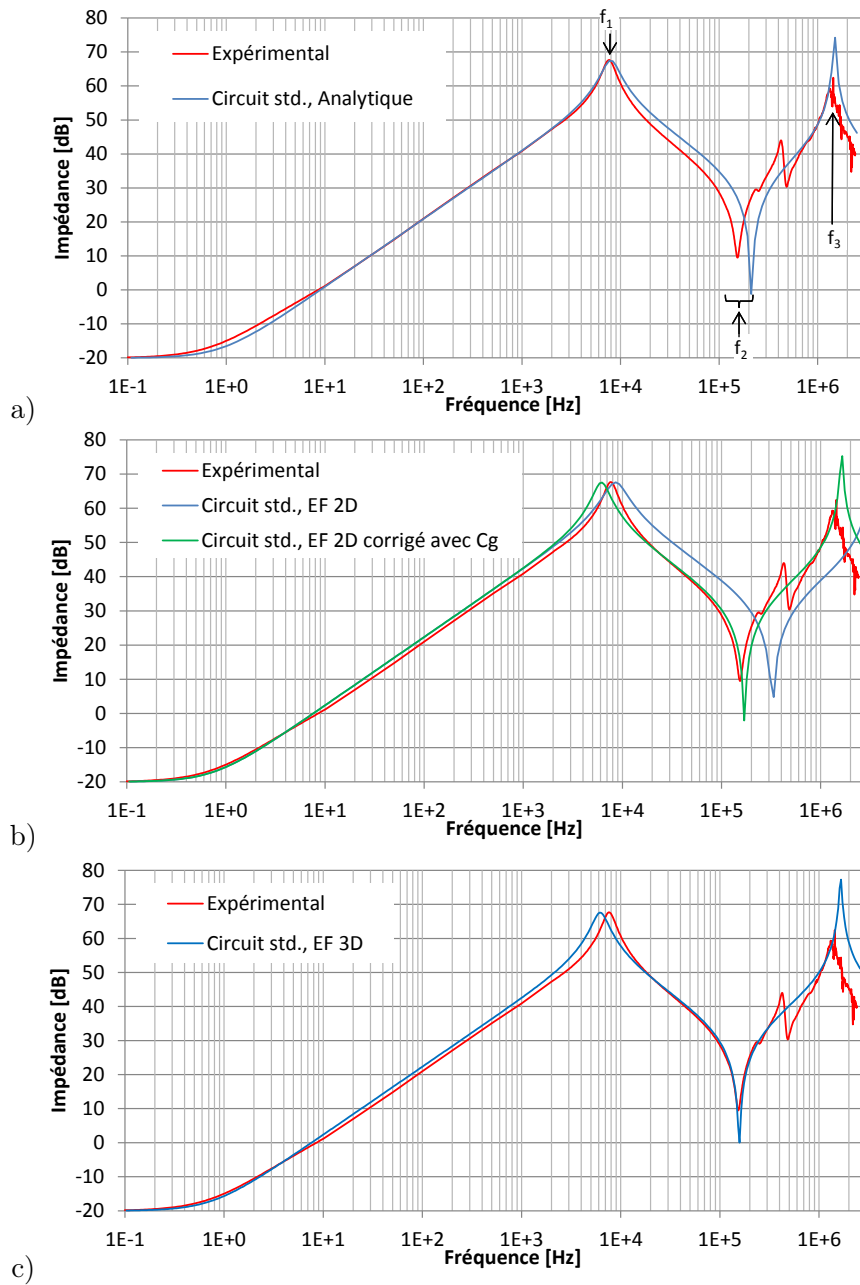 f1
80
70
60
50
40
30
20
10
0
-10
-20
Impédance [dB]
Expérimental
Circuit std., Analytique
f3
f2
1E-1 1E+0 1E+1 1E+2 1E+3 1E+4 1E+5 1E+6
Fréquence [Hz]
a)
80
70
60
50
40
30
20
10
0
-10
-20
Impédance [dB]
Expérimental
Circuit std., EF 2D
Circuit std., EF 2D corrigé avec Cg
1E-1 1E+0 1E+1 1E+2 1E+3 1E+4 1E+5 1E+6
Fréquence [Hz]
b)
80
70
60
50
40
30
20
10
0
-10
-20
Impédance [dB]
Expérimental
Circuit std., EF 3D
1E-1 1E+0 1E+1 1E+2 1E+3 1E+4 1E+5 1E+6
Fréquence [Hz]
c)